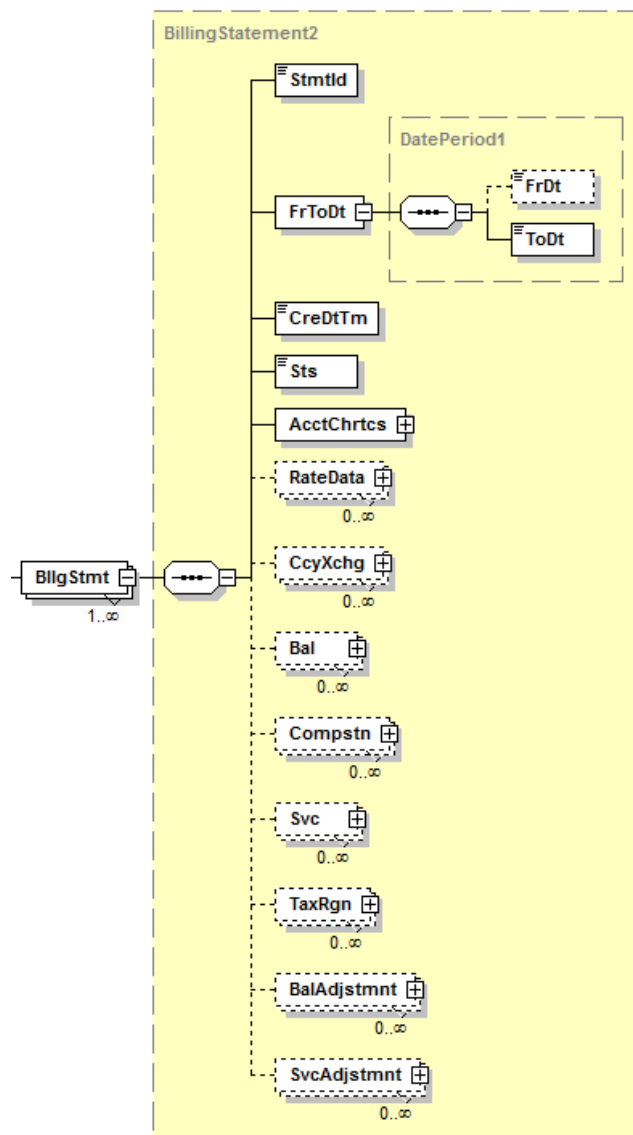 BillingStatement2
StmtId
DatePeriod1
FrDt
FrToDt
ToDt
CreDtTm
Sts
AcctChrtcs
RateData
0..∞
CcyXchg
BllgStmt
0..∞
1..∞
Bal
0..∞
Compstn
0..∞
Svc
0..∞
TaxRgn
0..∞
BalAdjstmnt
0..∞
SvcAdjstmnt
0..∞